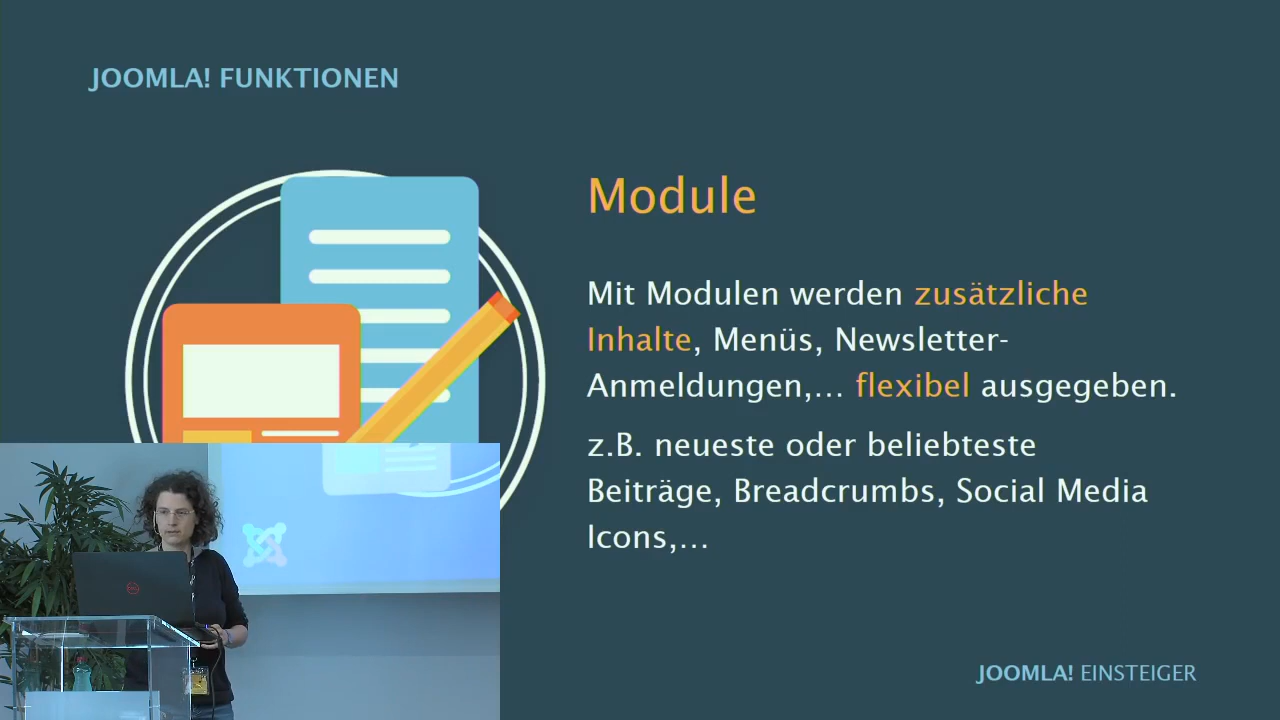 JOOMLA! FUNKTIONEN
Module
Mit Modulen werden zusätzliche
Inhalte, Menüs, Newsletter-
Anmeldungen,... flexibel ausgegeben.
z.B. neueste oder beliebteste
Beiträge, Breadcrumbs, Social Media
Icons,...
JOOMLA! EINSTEIGER